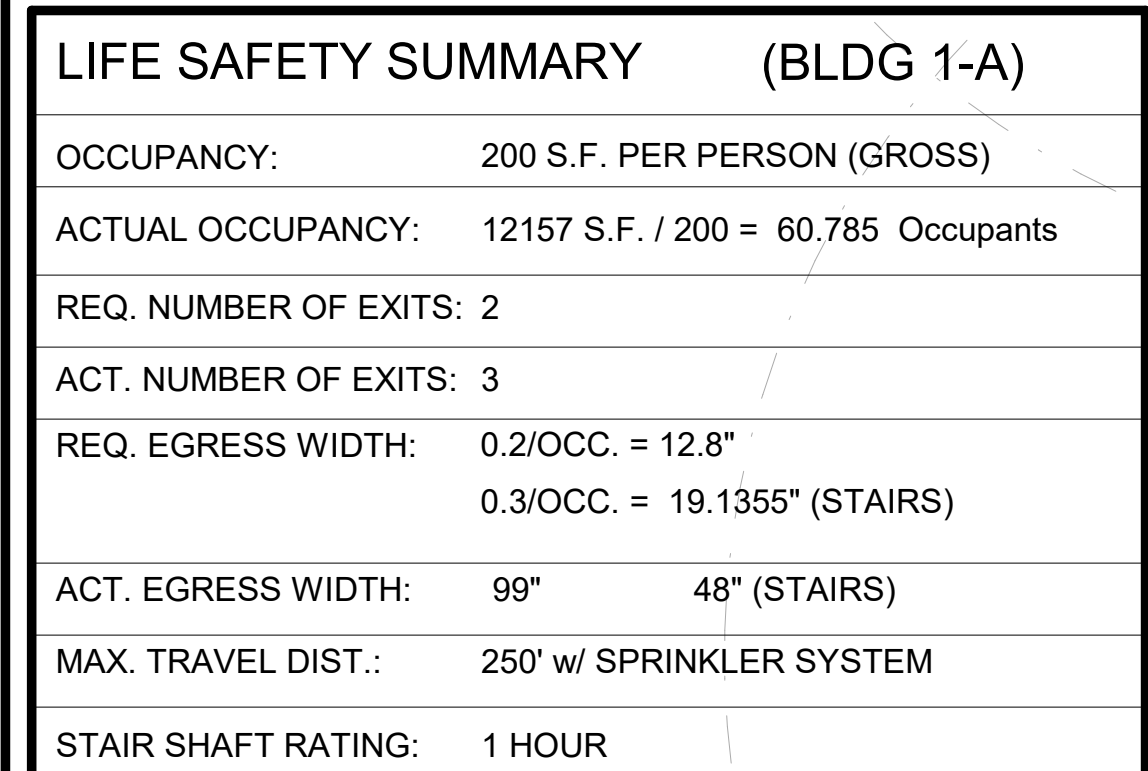 LIFE SAFETY SUMMARY (BLDG 1-A)
OCCUPANCY: 200 S.F. PER PERSON (GROSS)
ACTUAL OCCUPANCY: 12157 S.F. / 200 = 60.785 Occupants
REQ. NUMBER OF EXITS: 2
ACT. NUMBER OF EXITS: 3
REQ. EGRESS WIDTH: 0.2/OCC. = 12.8"
0.3/OCC. = 19.1355" (STAIRS)
ACT. EGRESS WIDTH: 99" 48" (STAIRS)
MAX. TRAVEL DIST.: 250' w/ SPRINKLER SYSTEM
STAIR SHAFT RATING: 1 HOUR